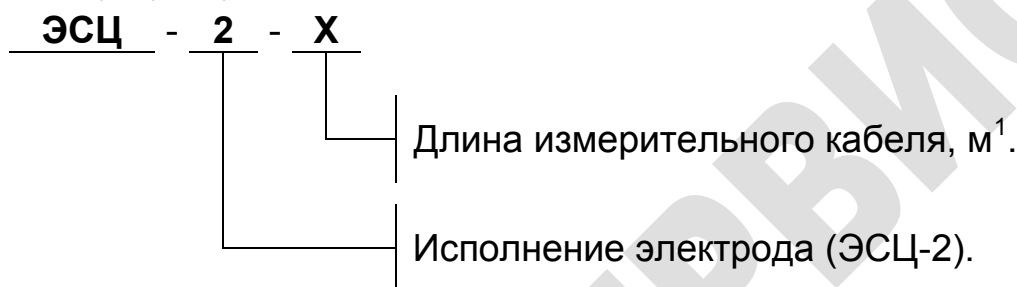 ЭСЦ - 2 - Х
Длина измерительного кабеля, м¹.
Исполнение электрода (ЭСЦ-2).